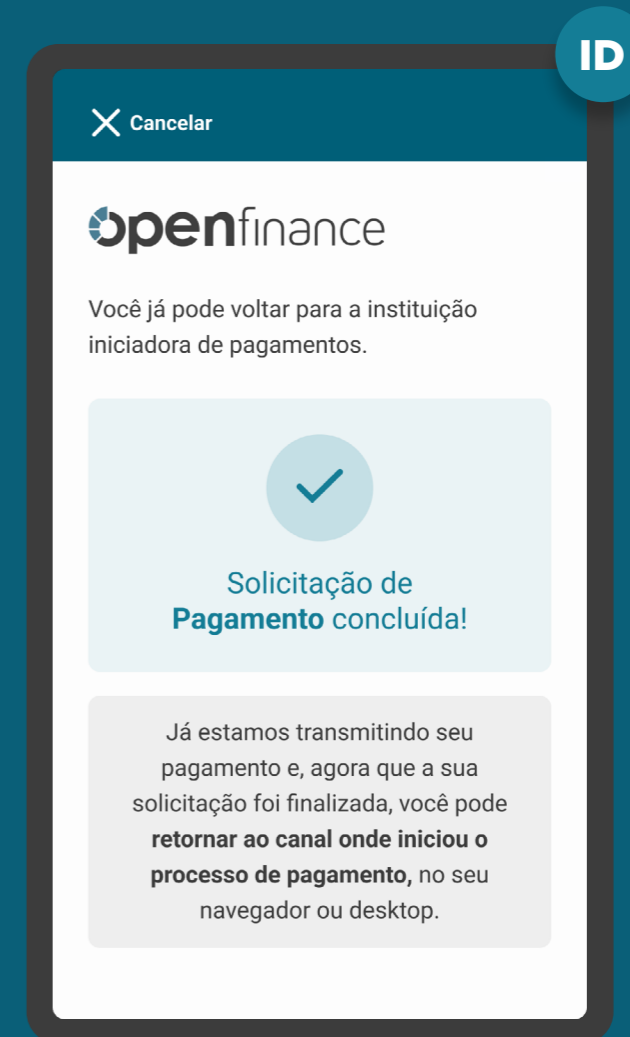 ID
Cancelar
openfinance
Você já pode voltar para a instituição
iniciadora de pagamentos.
Solicitação de
Pagamento concluída!
Já estamos transmitindo seu
pagamento e, agora que a sua
solicitação foi finalizada, você pode
retornar ao canal onde iniciou o
processo de pagamento, no seu
navegador ou desktop.